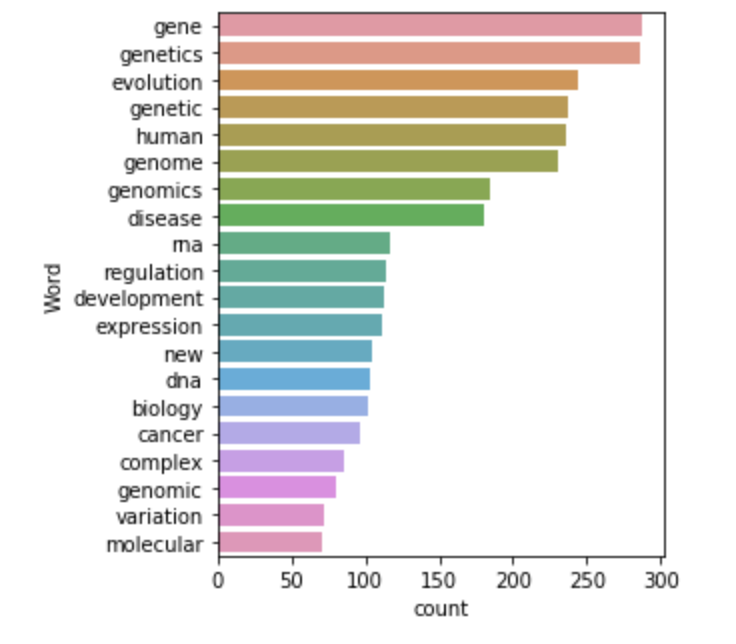 gene
genetics
evolution
genetic
human
genome
genomics
disease
rna
regulation
development
expression
new
dna
biology
cancer
complex
genomic
variation
molecular
Word
0 50 100 150 200 250 300
count